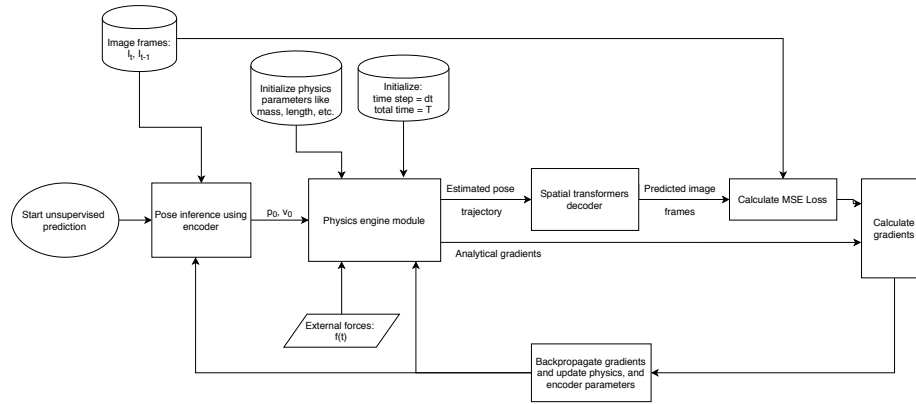 Image frames:
I_t, I_t-1
Initialize physics
parameters like
mass, length, etc.
Initialize:
time step = dt
total time = T
Start unsupervised
prediction
Pose inference using
encoder
p₀, v₀
Physics engine module
Estimated pose
trajectory
Spatial transformers
decoder
Predicted image
frames
Calculate MSE Loss
Calculate
gradients
Analytical gradients
External forces:
f(t)
Backpropagate gradients
and update physics, and
encoder parameters